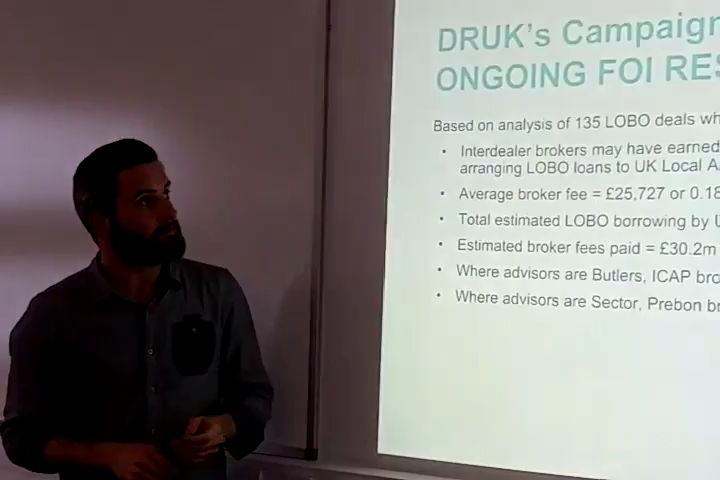 DRUK's Campaign
ONGOING FOI RES
Based on analysis of 135 LOBO deals wh
• Interdealer brokers may have earned
arranging LOBO loans to UK Local A
• Average broker fee = £25,727 or 0.18
• Total estimated LOBO borrowing by U
• Estimated broker fees paid = £30.2m
• Where advisors are Butlers, ICAP bro
• Where advisors are Sector, Prebon br